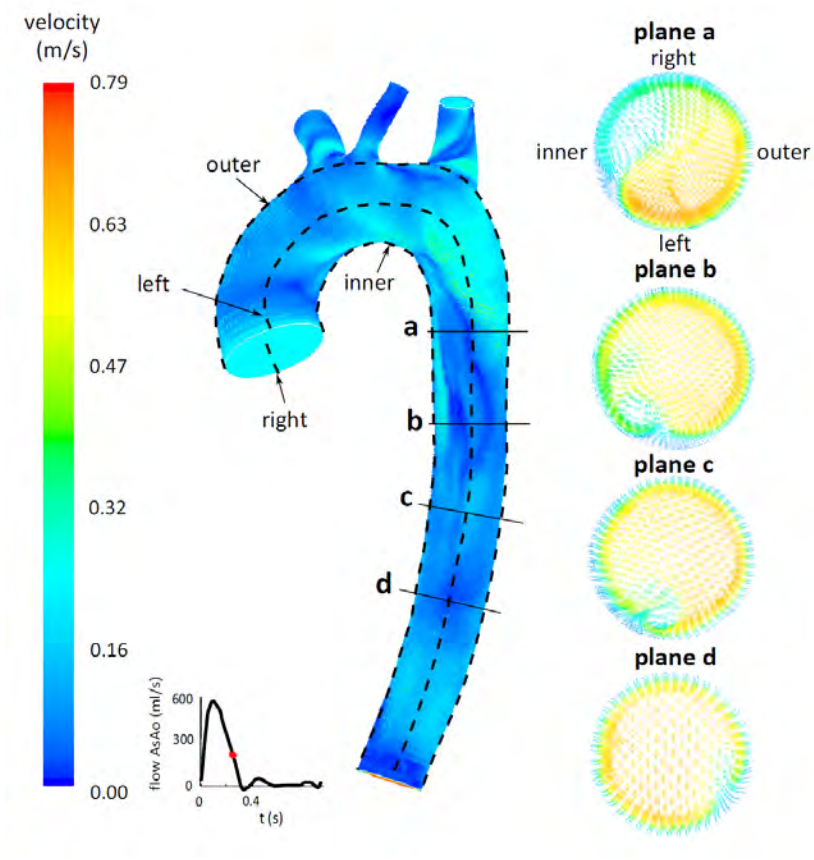 velocity
(m/s)
0.79
0.63
0.47
0.32
0.16
0.00
outer
left
inner
right
a
b
c
d
plane a
right
inner
outer
left
plane b
plane c
plane d
flow AsAo (ml/s)
600
300
0
0
0.4
t (s)